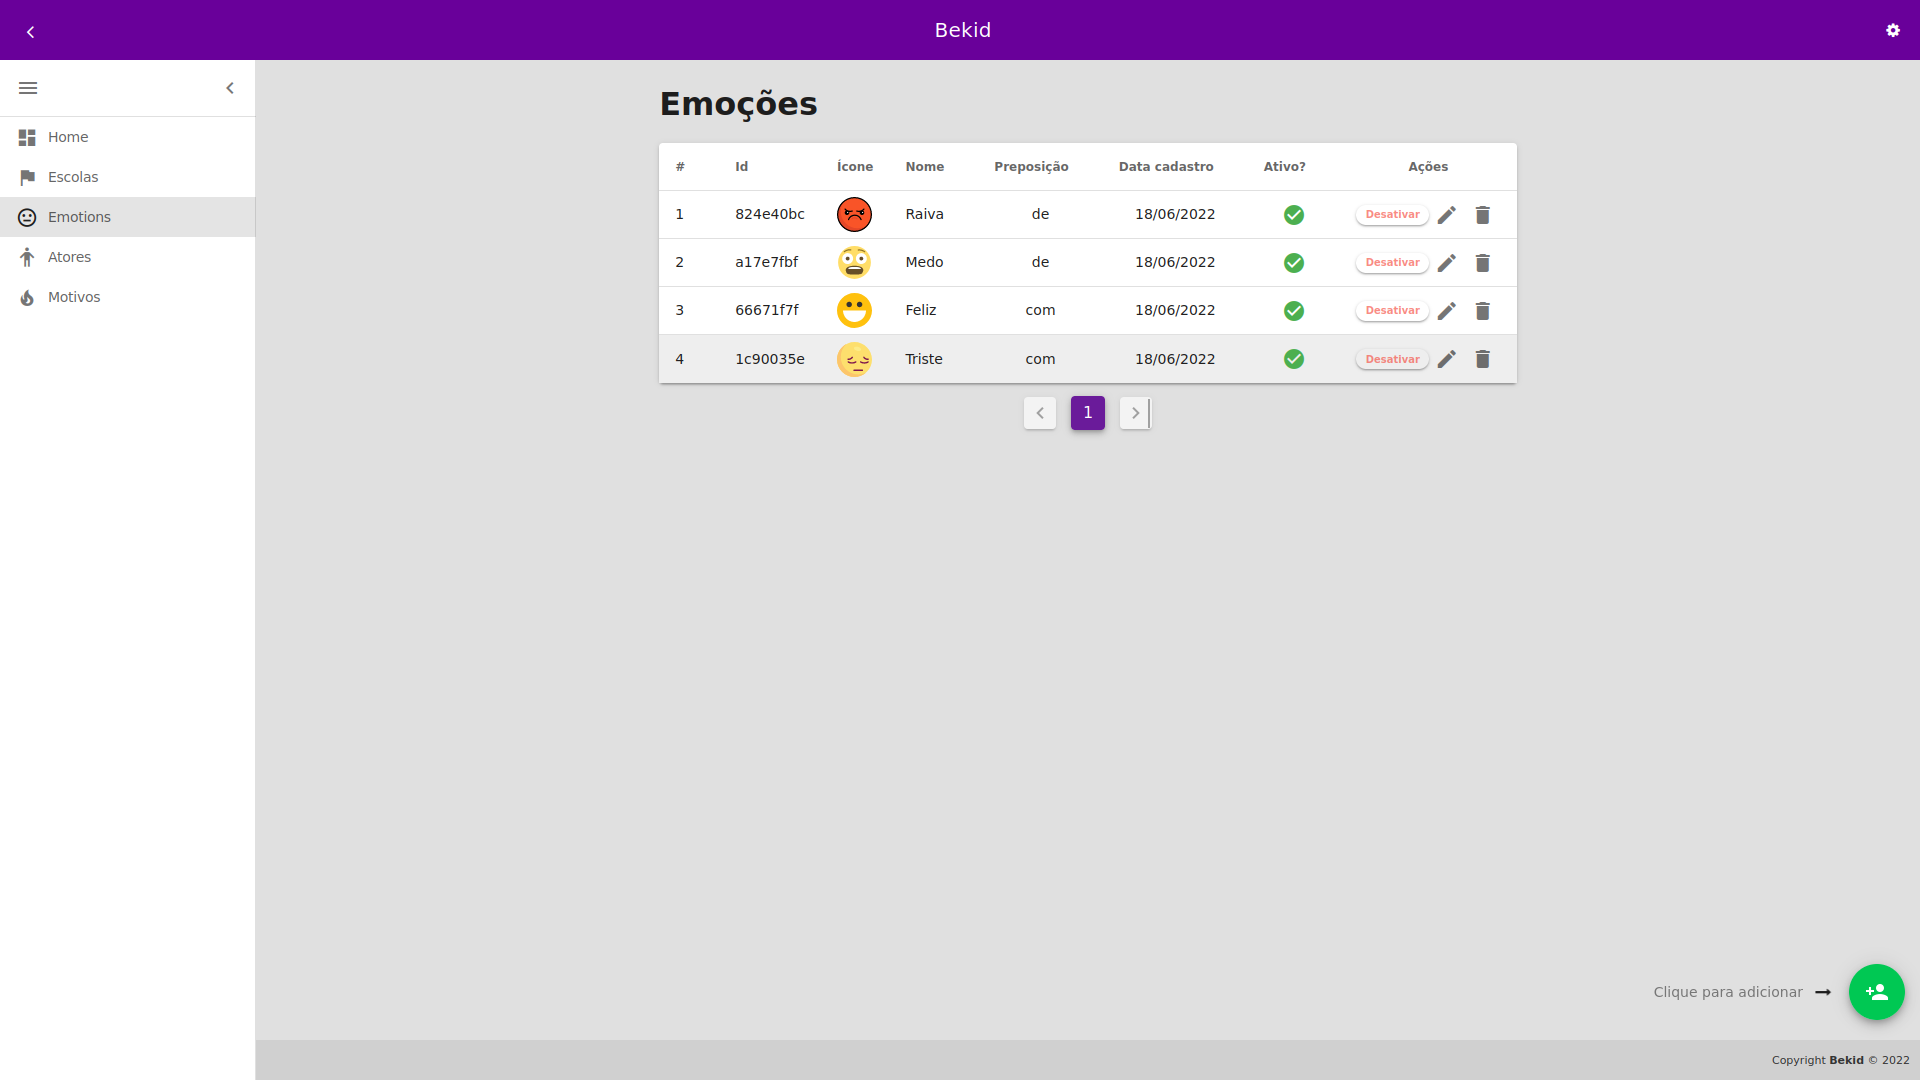 Bekid
Home
Escolas
Emotions
Atores
Motivos
Emoções
# Id Ícone Nome Preposição Data cadastro Ativo? Ações
1 824e40bc Raiva de 18/06/2022 Desativar
2 a17e7fbf Medo de 18/06/2022 Desativar
3 66671f7f Feliz com 18/06/2022 Desativar
4 1c90035e Triste com 18/06/2022 Desativar
1
Clique para adicionar
Copyright Bekid © 2022